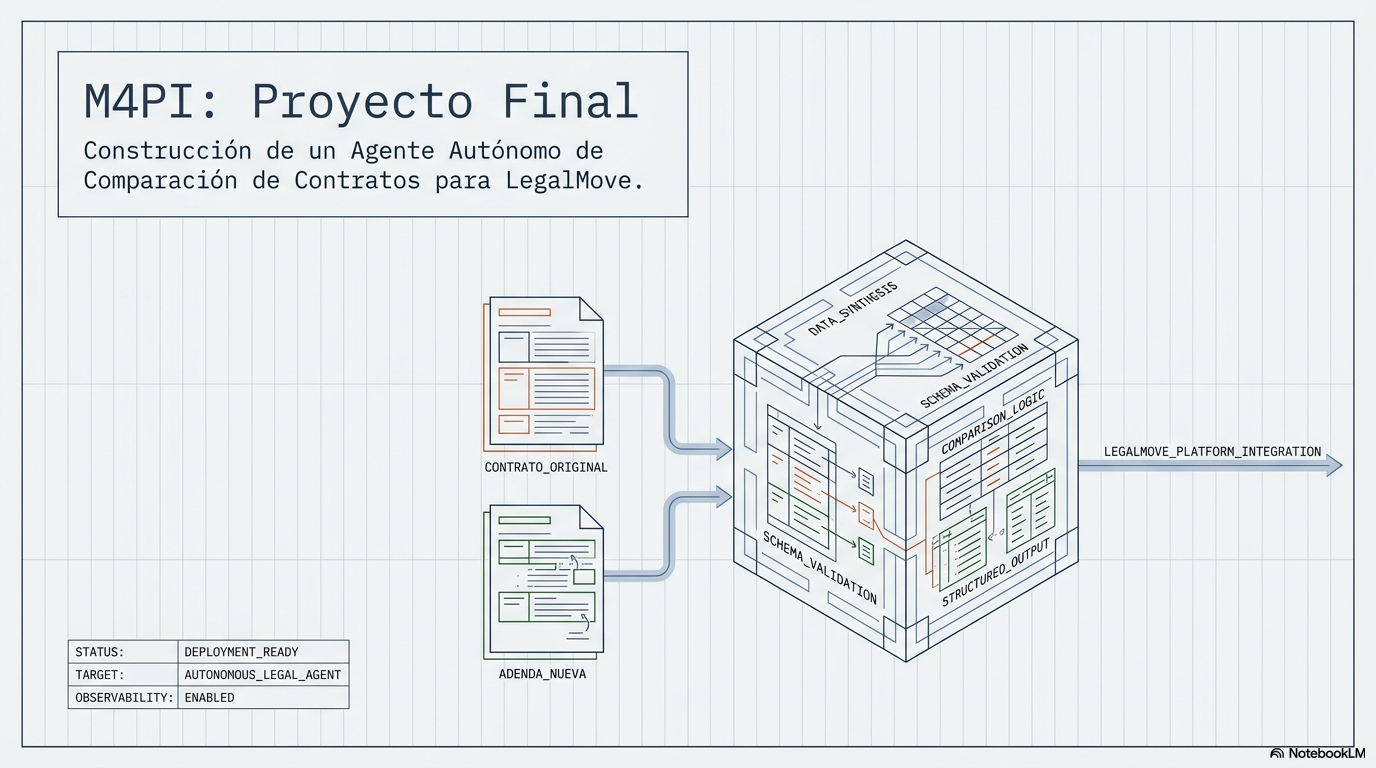 M4PI: Proyecto Final
Construcción de un Agente Autónomo de
Comparación de Contratos para LegalMove.
CONTRATO_ORIGINAL
ADENDA_NUEVA
DATA_SYNTHESIS
SCHEMA_VALIDATION
SCHEMA_VALIDATION
COMPARISON_LOGIC
STRUCTUREO_OUTPUT
LEGALMOVE_PLATFORM_INTEGRATION
STATUS: DEPLOYMENT_READY
TARGET: AUTONOMOUS_LEGAL_AGENT
OBSERVABILITY: ENABLED
NotebookLM